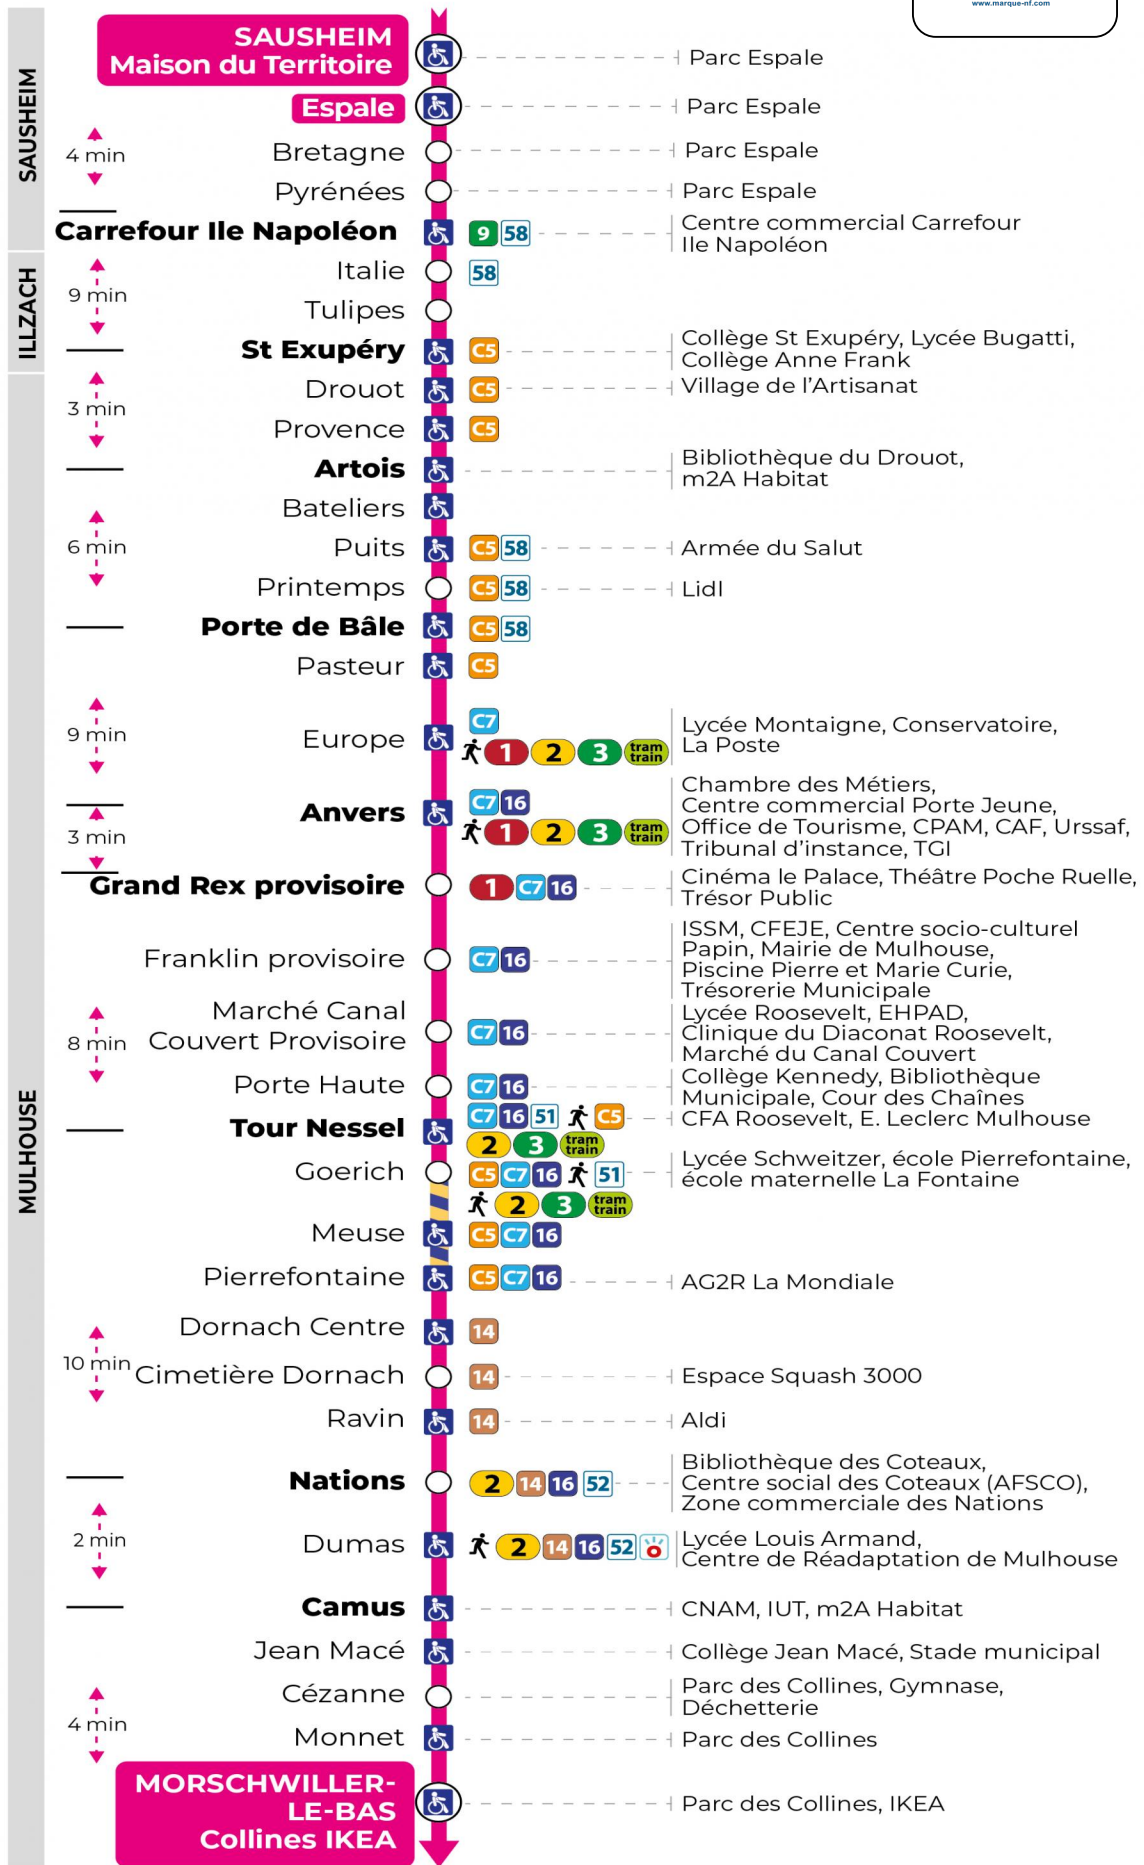 www.marque-nf.com
SAUSHEIM
SAUSHEIM
Maison du Territoire
Parc Espale
Espale
Parc Espale
4 min
Bretagne
Parc Espale
Pyrénées
Parc Espale
Carrefour Ile Napoléon
9 58
Centre commercial Carrefour
Ile Napoléon
ILLZACH
9 min
Italie
58
Tulipes
St Exupéry
C5
Collège St Exupéry, Lycée Bugatti,
Collège Anne Frank
MULHOUSE
3 min
Drouot
C5
Village de l’Artisanat
Provence
C5
Artois
Bibliothèque du Drouot,
m2A Habitat
Bateliers
6 min
Puits
C5 58
Armée du Salut
Printemps
C5 58
Lidl
Porte de Bâle
C5 58
Pasteur
C5
9 min
Europe
C7
1 2 3 tram
train
Lycée Montaigne, Conservatoire,
La Poste
Anvers
C7 16
1 2 3 tram
train
Chambre des Métiers,
Centre commercial Porte Jeune,
Office de Tourisme, CPAM, CAF, Urssaf,
Tribunal d’instance, TGI
3 min
Grand Rex provisoire
1 C7 16
Cinéma le Palace, Théâtre Poche Ruelle,
Trésor Public
Franklin provisoire
C7 16
ISSM, CFEJE, Centre socio-culturel
Papin, Mairie de Mulhouse,
Piscine Pierre et Marie Curie,
Trésorerie Municipale
8 min
Marché Canal
Couvert Provisoire
C7 16
Lycée Roosevelt, EHPAD,
Clinique du Diaconat Roosevelt,
Marché du Canal Couvert
Porte Haute
C7 16
Collège Kennedy, Bibliothèque
Municipale, Cour des Chaînes
Tour Nessel
C7 16 51 C5
2 3 tram
train
CFA Roosevelt, E. Leclerc Mulhouse
Goerich
C5 C7 16 51
2 3 tram
train
Lycée Schweitzer, école Pierrefontaine,
école maternelle La Fontaine
Meuse
C5 C7 16
Pierrefontaine
C5 C7 16
AG2R La Mondiale
Dornach Centre
14
10 min
Cimetière Dornach
14
Espace Squash 3000
Ravin
14
Aldi
Nations
2 14 16 52
Bibliothèque des Coteaux,
Centre social des Coteaux (AFSCO),
Zone commerciale des Nations
2 min
Dumas
2 14 16 52
Lycée Louis Armand,
Centre de Réadaptation de Mulhouse
Camus
CNAM, IUT, m2A Habitat
Jean Macé
Collège Jean Macé, Stade municipal
4 min
Cézanne
Parc des Collines, Gymnase,
Déchetterie
Monnet
Parc des Collines
MORSCHWILLER-
LE-BAS
Collines IKEA
Parc des Collines, IKEA